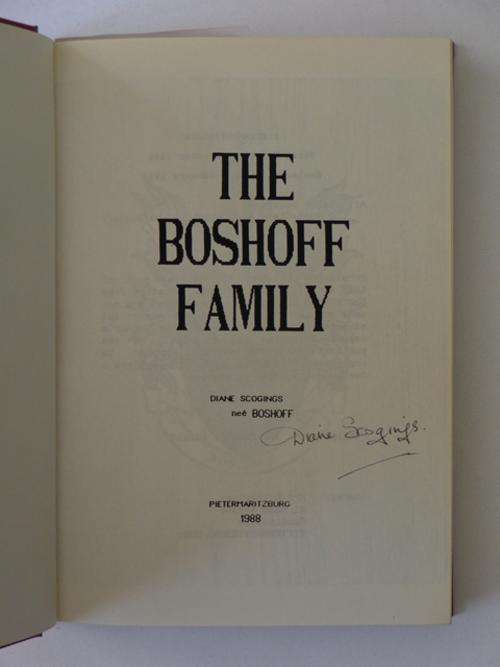 THE
BOSHOFF
FAMILY
DIANE SCOGINGS
neé BOSHOFF
Diane Scogings.
PIETERMARITZBURG
1988